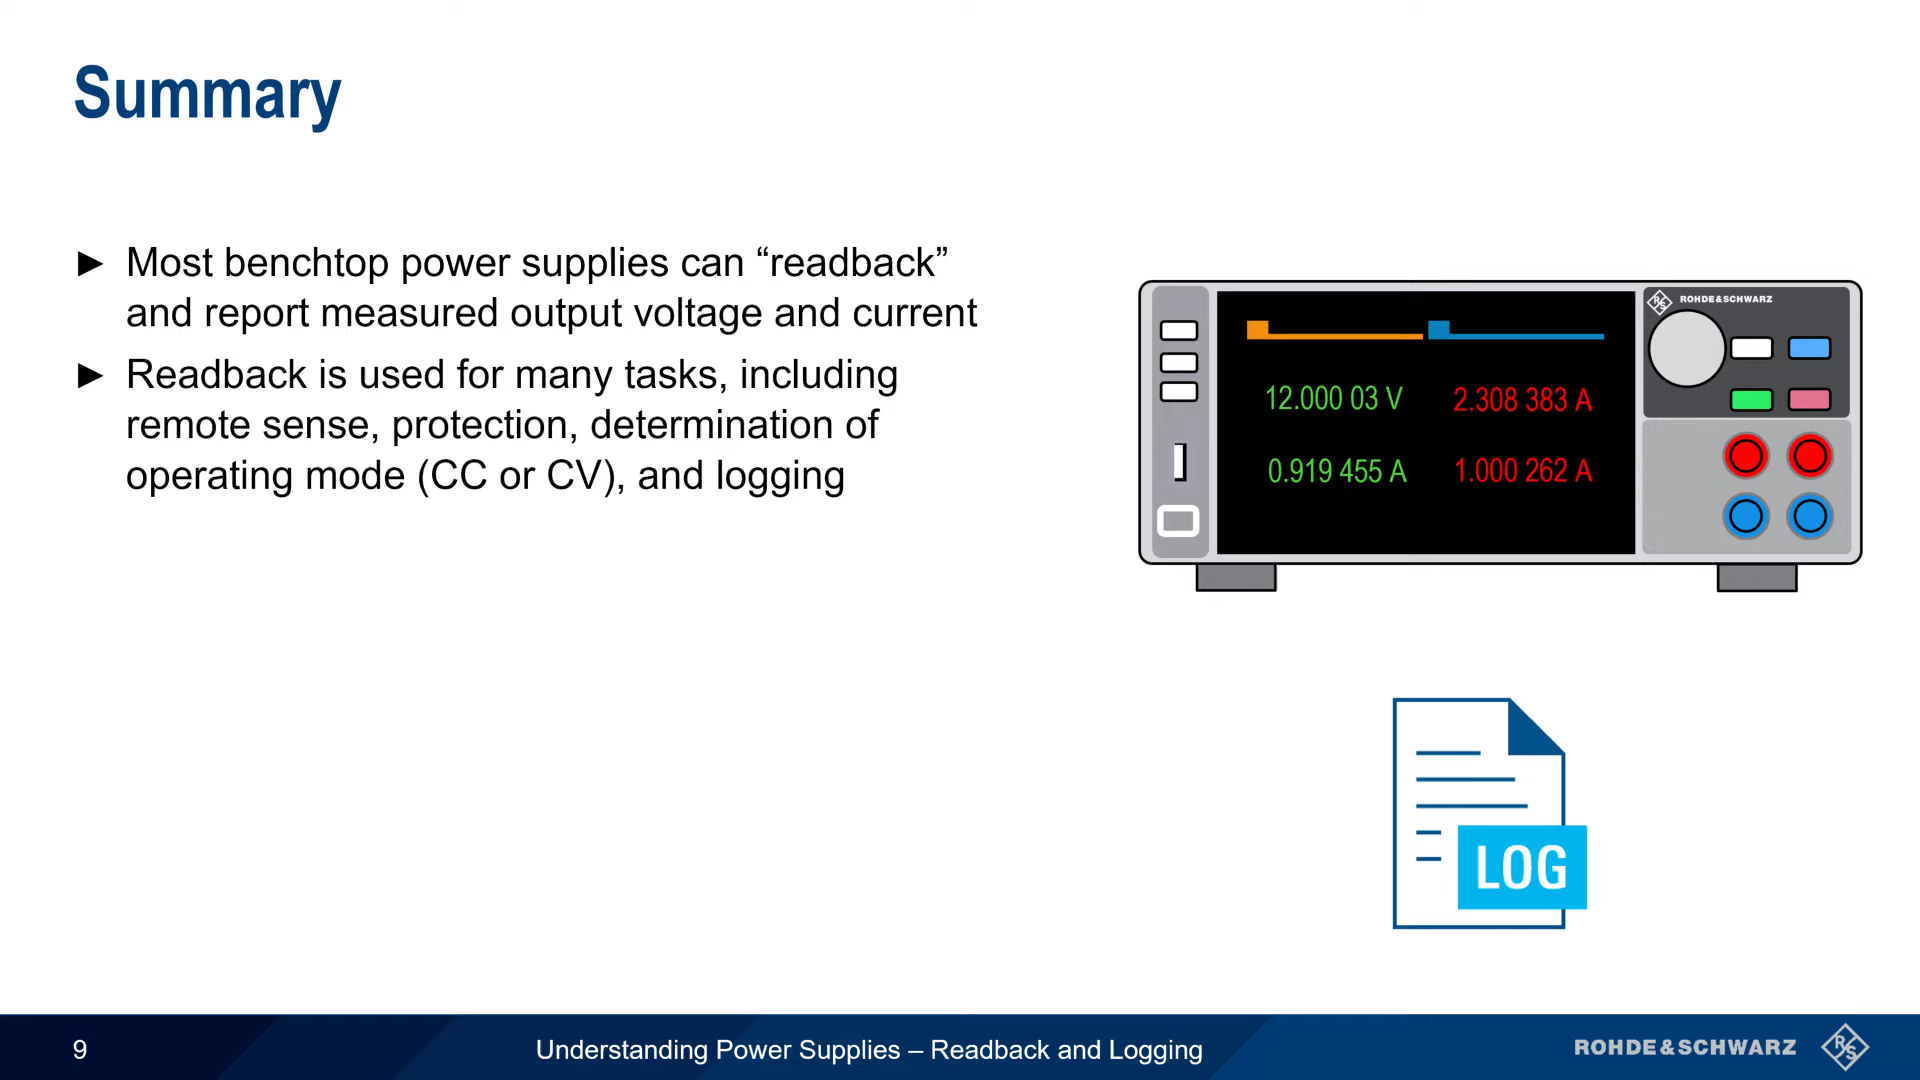 Summary
► Most benchtop power supplies can “readback”
and report measured output voltage and current
► Readback is used for many tasks, including
remote sense, protection, determination of
operating mode (CC or CV), and logging
R&S ROHDE&SCHWARZ
12.000 03 V 2.308 383 A
0.919 455 A 1.000 262 A
LOG
9
Understanding Power Supplies – Readback and Logging
ROHDE&SCHWARZ R&S